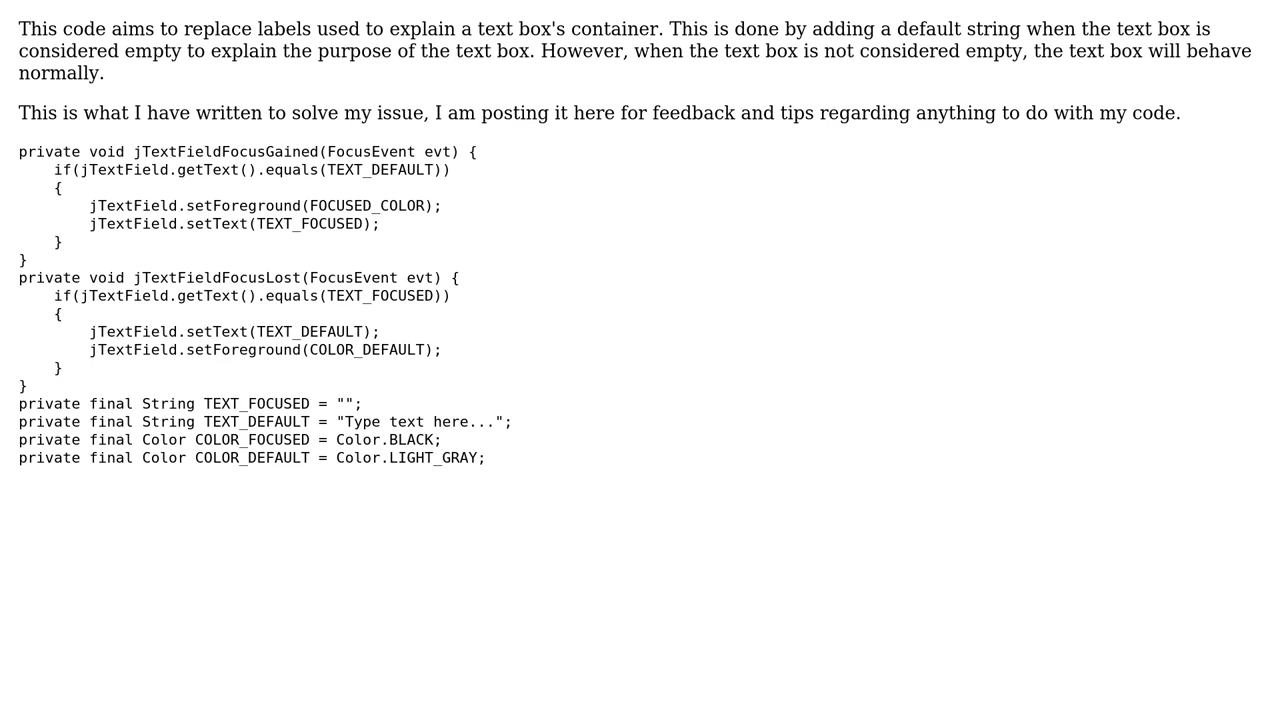 This code aims to replace labels used to explain a text box's container. This is done by adding a default string when the text box is
considered empty to explain the purpose of the text box. However, when the text box is not considered empty, the text box will behave
normally.
This is what I have written to solve my issue, I am posting it here for feedback and tips regarding anything to do with my code.
private void jTextFieldFocusGained(FocusEvent evt) {
    if(jTextField.getText().equals(TEXT_DEFAULT))
    {
        jTextField.setForeground(FOCUSED_COLOR);
        jTextField.setText(TEXT_FOCUSED);
    }
}
private void jTextFieldFocusLost(FocusEvent evt) {
    if(jTextField.getText().equals(TEXT_FOCUSED))
    {
        jTextField.setText(TEXT_DEFAULT);
        jTextField.setForeground(COLOR_DEFAULT);
    }
}
private final String TEXT_FOCUSED = "";
private final String TEXT_DEFAULT = "Type text here...";
private final Color COLOR_FOCUSED = Color.BLACK;
private final Color COLOR_DEFAULT = Color.LIGHT_GRAY;